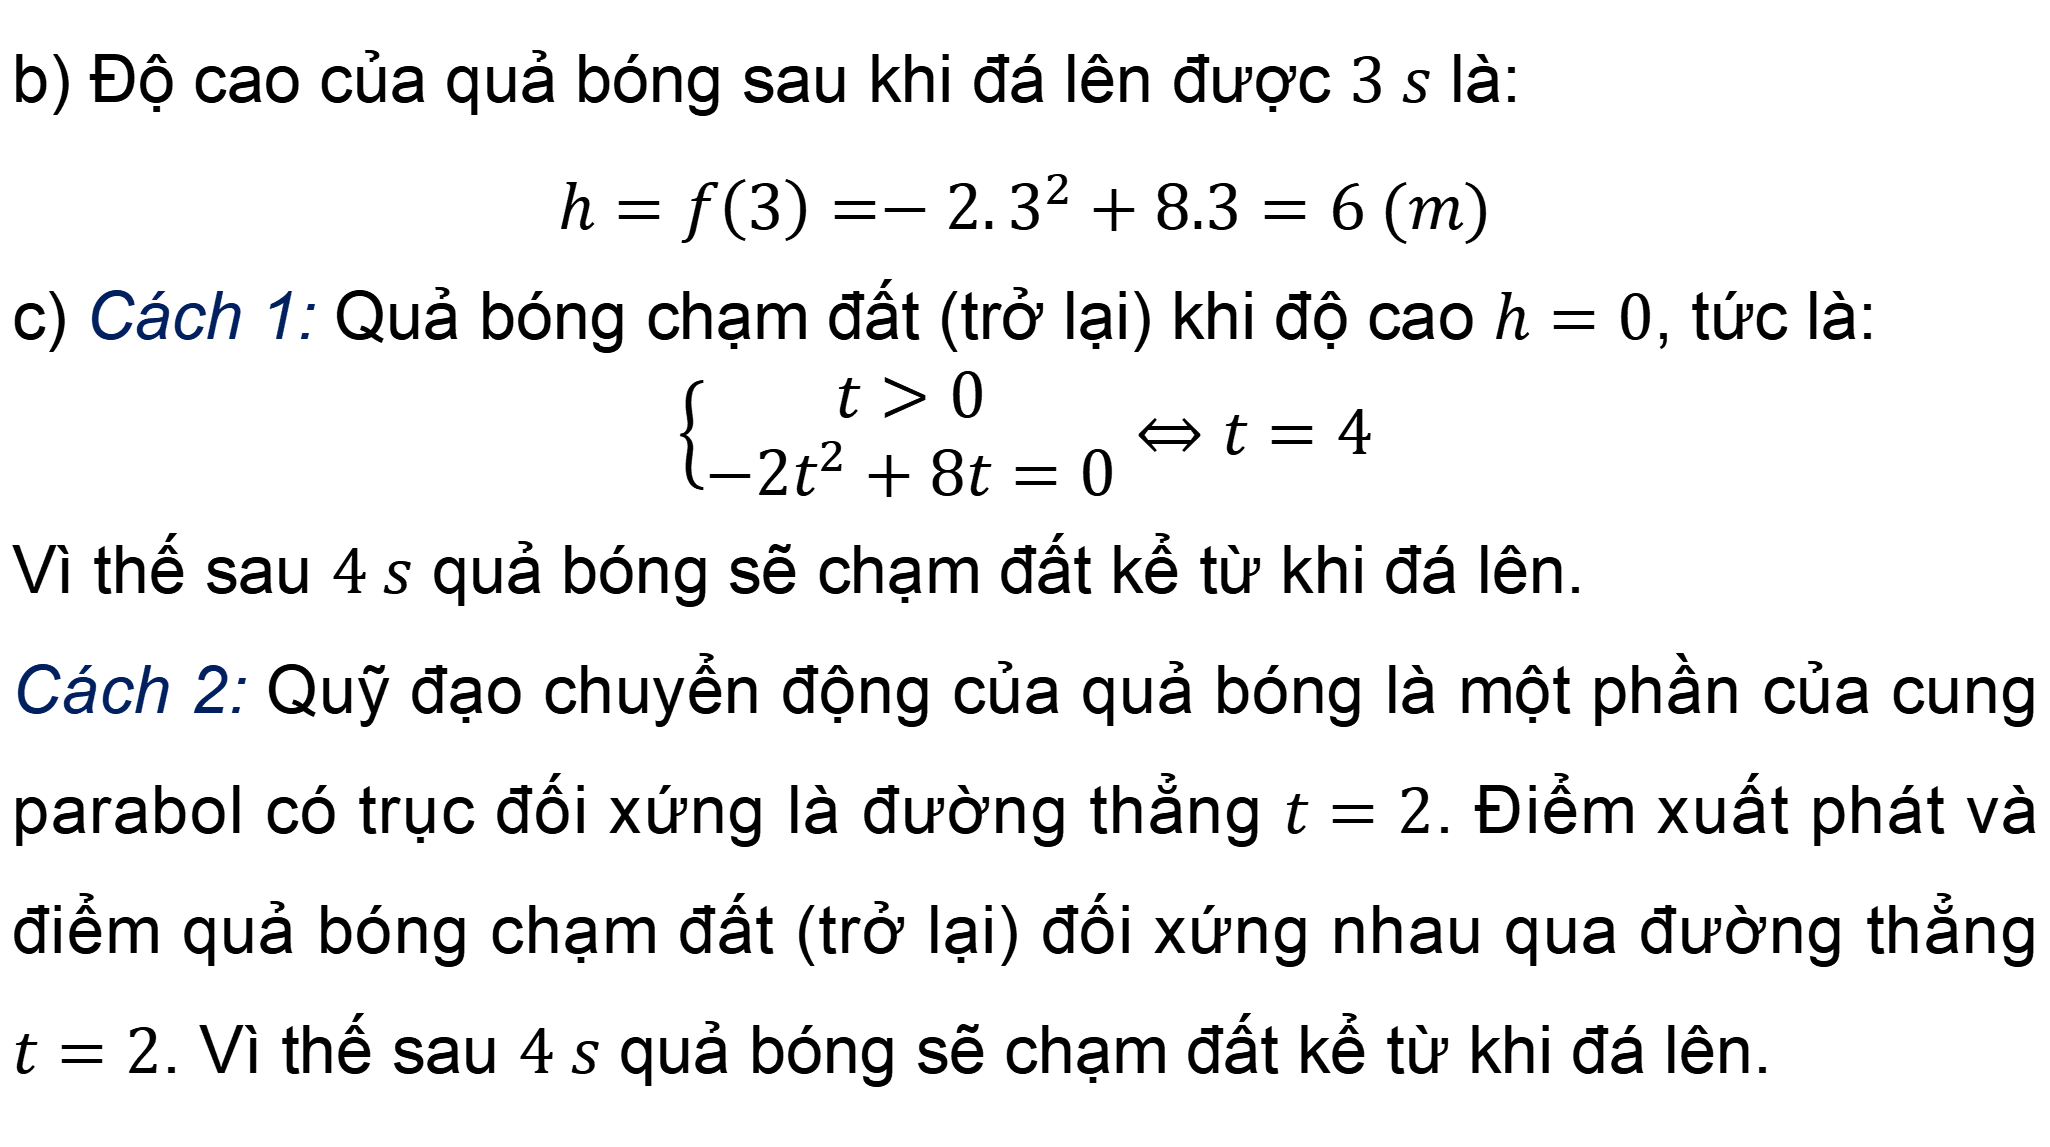 b) Độ cao của quả bóng sau khi đá lên được 3 s là:
h = f(3) =− 2. 3² + 8.3 = 6 (m)
c) Cách 1: Quả bóng chạm đất (trở lại) khi độ cao h = 0, tức là:
{ t > 0
−2t² + 8t = 0 ⇔ t = 4
Vì thế sau 4 s quả bóng sẽ chạm đất kể từ khi đá lên.
Cách 2: Quỹ đạo chuyển động của quả bóng là một phần của cung
parabol có trục đối xứng là đường thẳng t = 2. Điểm xuất phát và
điểm quả bóng chạm đất (trở lại) đối xứng nhau qua đường thẳng
t = 2. Vì thế sau 4 s quả bóng sẽ chạm đất kể từ khi đá lên.